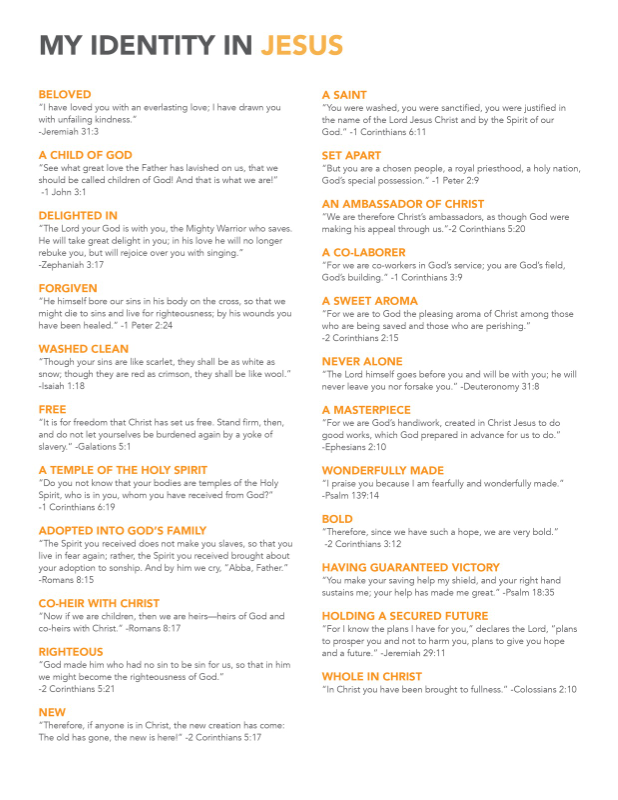 MY IDENTITY IN JESUS
BELOVED
“I have loved you with an everlasting love; I have drawn you
with unfailing kindness.”
-Jeremiah 31:3
A CHILD OF GOD
“See what great love the Father has lavished on us, that we
should be called children of God! And that is what we are!”
-1 John 3:1
DELIGHTED IN
“The Lord your God is with you, the Mighty Warrior who saves.
He will take great delight in you; in his love he will no longer
rebuke you, but will rejoice over you with singing.”
-Zephaniah 3:17
FORGIVEN
“He himself bore our sins in his body on the cross, so that we
might die to sins and live for righteousness; by his wounds you
have been healed.” -1 Peter 2:24
WASHED CLEAN
“Though your sins are like scarlet, they shall be as white as
snow; though they are red as crimson, they shall be like wool.”
-Isaiah 1:18
FREE
“It is for freedom that Christ has set us free. Stand firm, then,
and do not let yourselves be burdened again by a yoke of
slavery.” -Galations 5:1
A TEMPLE OF THE HOLY SPIRIT
“Do you not know that your bodies are temples of the Holy
Spirit, who is in you, whom you have received from God?”
-1 Corinthians 6:19
ADOPTED INTO GOD’S FAMILY
“The Spirit you received does not make you slaves, so that you
live in fear again; rather, the Spirit you received brought about
your adoption to sonship. And by him we cry, “Abba, Father.”
-Romans 8:15
CO-HEIR WITH CHRIST
“Now if we are children, then we are heirs—heirs of God and
co-heirs with Christ.” -Romans 8:17
RIGHTEOUS
“God made him who had no sin to be sin for us, so that in him
we might become the righteousness of God.”
-2 Corinthians 5:21
NEW
“Therefore, if anyone is in Christ, the new creation has come:
The old has gone, the new is here!” -2 Corinthians 5:17
A SAINT
“You were washed, you were sanctified, you were justified in
the name of the Lord Jesus Christ and by the Spirit of our
God.” -1 Corinthians 6:11
SET APART
“But you are a chosen people, a royal priesthood, a holy nation,
God’s special possession.” -1 Peter 2:9
AN AMBASSADOR OF CHRIST
“We are therefore Christ’s ambassadors, as though God were
making his appeal through us.”-2 Corinthians 5:20
A CO-LABORER
“For we are co-workers in God’s service; you are God’s field,
God’s building.” -1 Corinthians 3:9
A SWEET AROMA
“For we are to God the pleasing aroma of Christ among those
who are being saved and those who are perishing.”
-2 Corinthians 2:15
NEVER ALONE
“The Lord himself goes before you and will be with you; he will
never leave you nor forsake you.” -Deuteronomy 31:8
A MASTERPIECE
“For we are God’s handiwork, created in Christ Jesus to do
good works, which God prepared in advance for us to do.”
-Ephesians 2:10
WONDERFULLY MADE
“I praise you because I am fearfully and wonderfully made.”
-Psalm 139:14
BOLD
“Therefore, since we have such a hope, we are very bold.”
-2 Corinthians 3:12
HAVING GUARANTEED VICTORY
“You make your saving help my shield, and your right hand
sustains me; your help has made me great.” -Psalm 18:35
HOLDING A SECURED FUTURE
“For I know the plans I have for you,” declares the Lord, “plans
to prosper you and not to harm you, plans to give you hope
and a future.” -Jeremiah 29:11
WHOLE IN CHRIST
“In Christ you have been brought to fullness.” -Colossians 2:10